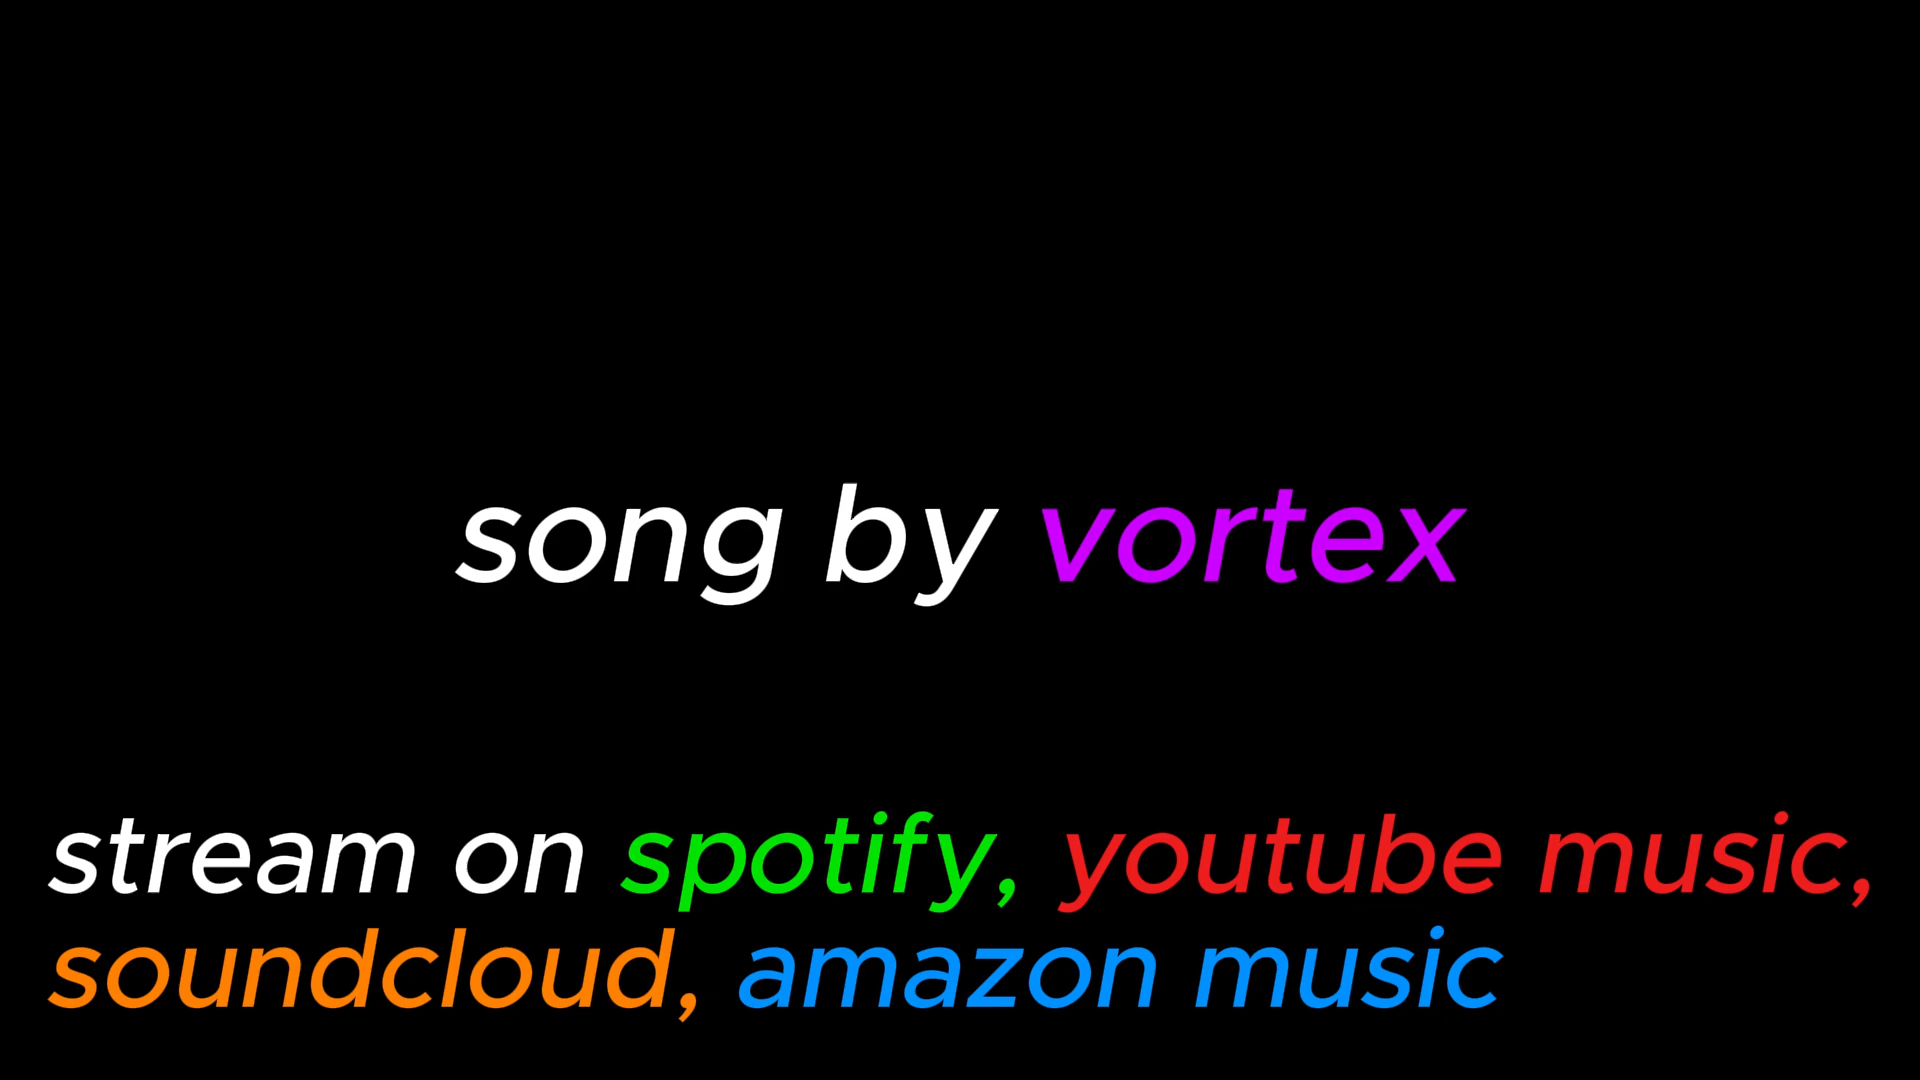 song by vortex
stream on spotify, youtube music,
soundcloud, amazon music